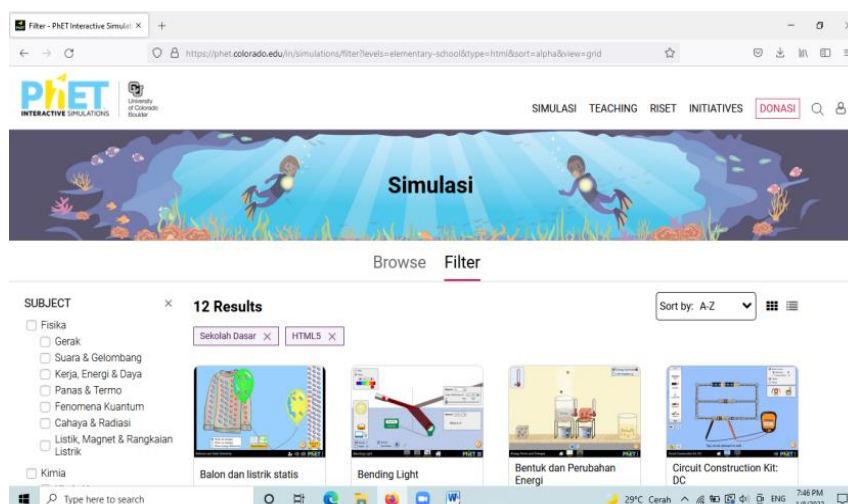 Filter - PhET Interactive Simulat
https://phet.colorado.edu/in/simulations/filter?levels=elementary-school&type=html&sort=alpha&view=grid
PhET
INTERACTIVE SIMULATIONS
University
of Colorado
Boulder
SIMULASI TEACHING RISET INITIATIVES DONASI
Simulasi
Browse Filter
SUBJECT
12 Results
Sort by: A-Z
Sekolah Dasar HTML5
Fisika
Gerak
Suara & Gelombang
Kerja, Energi & Daya
Panas & Termo
Fenomena Kuantum
Cahaya & Radiasi
Listik, Magnet & Rangkaian
Listrik
Kimia
Balon dan listrik statis
Bending Light
Bentuk dan Perubahan
Energi
Circuit Construction Kit:
DC
Type here to search
29°C Cerah
ENG
7:46 PM